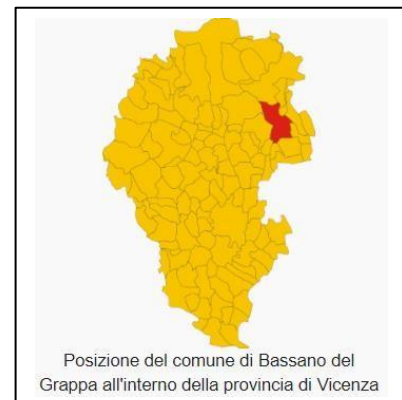 Posizione del comune di Bassano del
Grappa all'interno della provincia di Vicenza